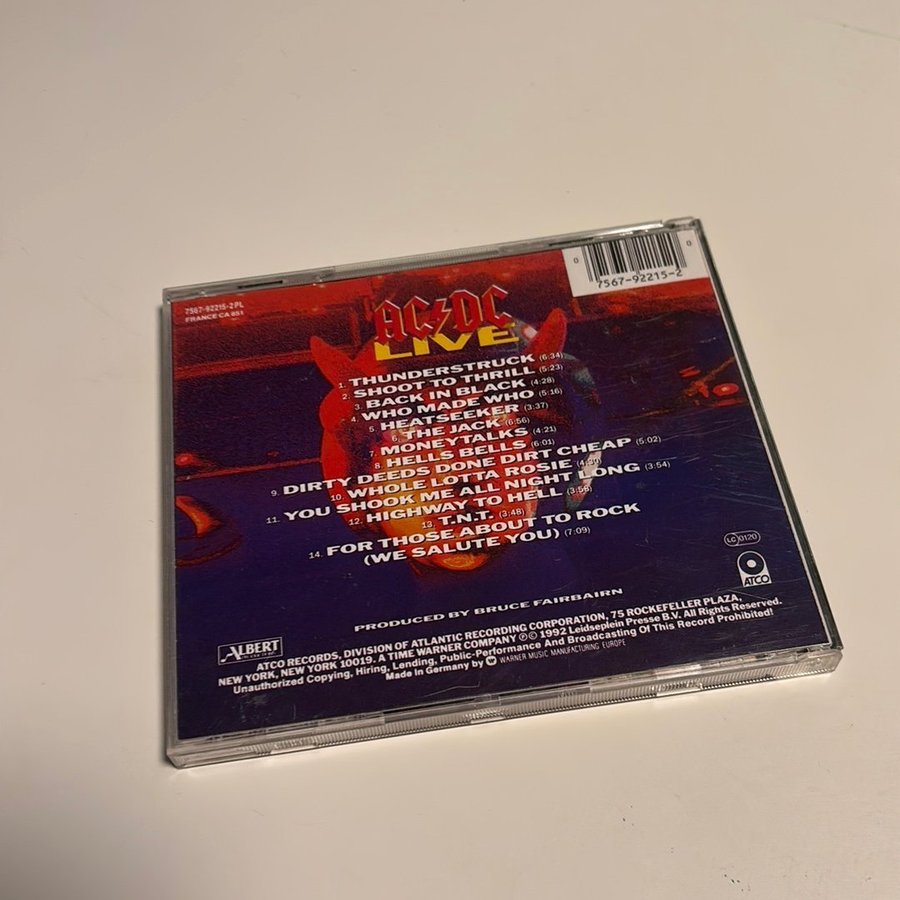 7567-92215-2PL
FRANCE CA 851
0 0
7567-92215-2
AC DC
LIVE
1. THUNDERSTRUCK (6:34)
2. SHOOT TO THRILL (5:23)
3. BACK IN BLACK (4:28)
4. WHO MADE WHO (5:16)
5. HEATSEEKER (3:37)
6. THE JACK (6:56)
7. MONEYTALKS (4:21)
8. HELLS BELLS (6:01)
9. DIRTY DEEDS DONE DIRT CHEAP (5:02)
10. WHOLE LOTTA ROSIE (4:30)
11. YOU SHOOK ME ALL NIGHT LONG (3:54)
12. HIGHWAY TO HELL (3:58)
13. T.N.T. (3:48)
14. FOR THOSE ABOUT TO ROCK
(WE SALUTE YOU) (7:09)
LC 0120
ATCO
PRODUCED BY BRUCE FAIRBAIRN
ALBERT
ATCO RECORDS, DIVISION OF ATLANTIC RECORDING CORPORATION, 75 ROCKEFELLER PLAZA,
NEW YORK, NEW YORK 10019. A TIME WARNER COMPANY ℗ © 1992 Leidseplein Presse B.V. All Rights Reserved.
Unauthorized Copying, Hiring, Lending, Public-Performance And Broadcasting Of This Record Prohibited!
Made in Germany by WARNER MUSIC MANUFACTURING EUROPE